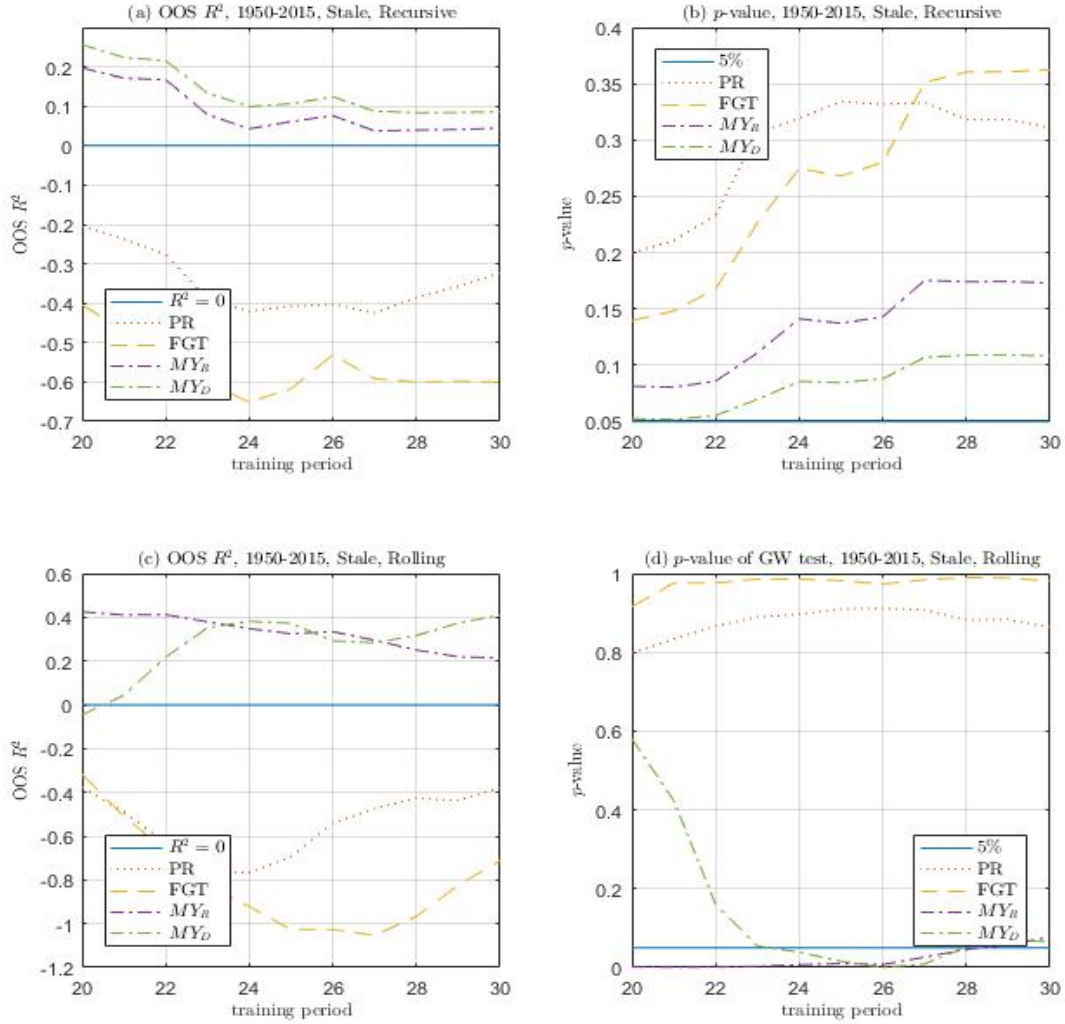 (a) OOS R², 1950-2015, Stale, Recursive
0.2
0.1
0
-0.1
-0.2
-0.3
-0.4
-0.5
-0.6
-0.7
OOS R²
R² = 0
PR
FGT
MY_R
MY_D
20 22 24 26 28 30
training period
(b) p-value, 1950-2015, Stale, Recursive
0.4
0.35
0.3
0.25
0.2
0.15
0.1
0.05
p-value
5%
PR
FGT
MY_R
MY_D
20 22 24 26 28 30
training period
(c) OOS R², 1950-2015, Stale, Rolling
0.6
0.4
0.2
0
-0.2
-0.4
-0.6
-0.8
-1
-1.2
OOS R²
R² = 0
PR
FGT
MY_R
MY_D
20 22 24 26 28 30
training period
(d) p-value of GW test, 1950-2015, Stale, Rolling
1
0.8
0.6
0.4
0.2
0
p-value
5%
PR
FGT
MY_R
MY_D
20 22 24 26 28 30
training period